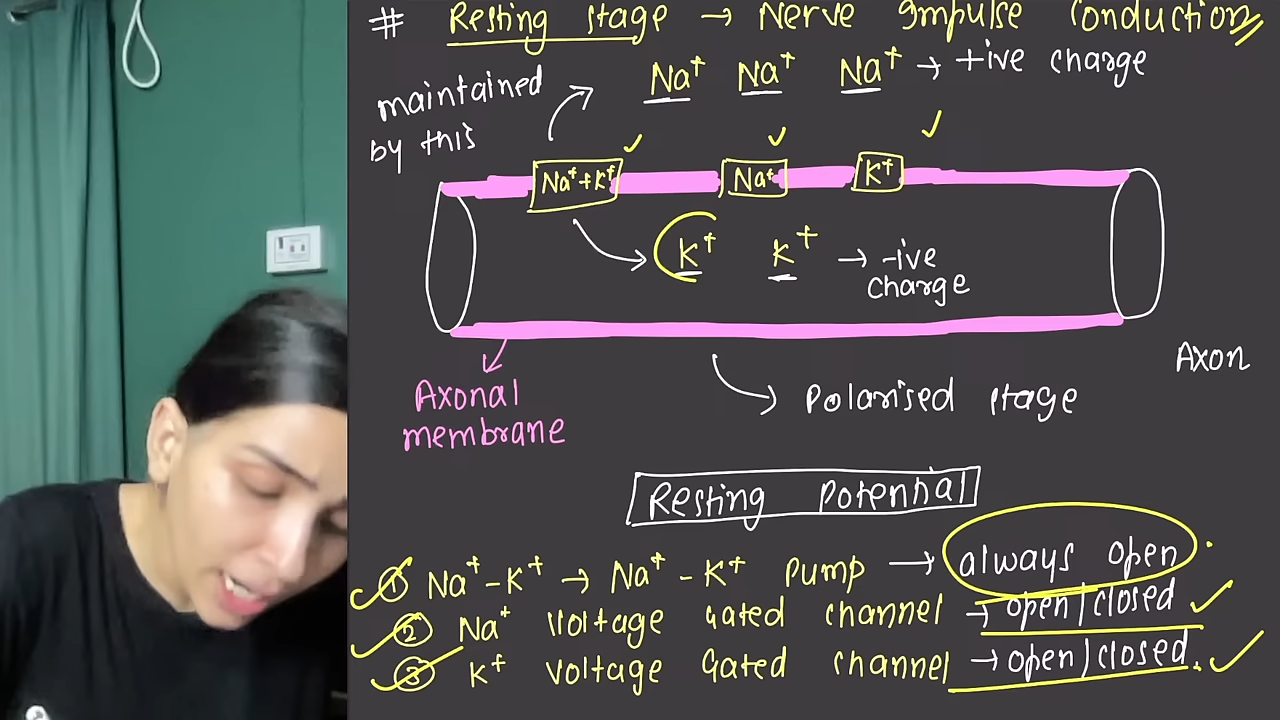 # Resting stage → Nerve Impulse Conduction
maintained by this
Na+ Na+ Na+ → +ive charge
Na+ + K+
Na+
K+
K+ K+ → -ive charge
Axonal membrane
Axon
Polarised stage
Resting Potential
① Na+ - K+ → Na+ - K+ Pump → always open.
② Na+ Voltage Gated channel → open/closed
③ K+ Voltage Gated channel → open/closed.